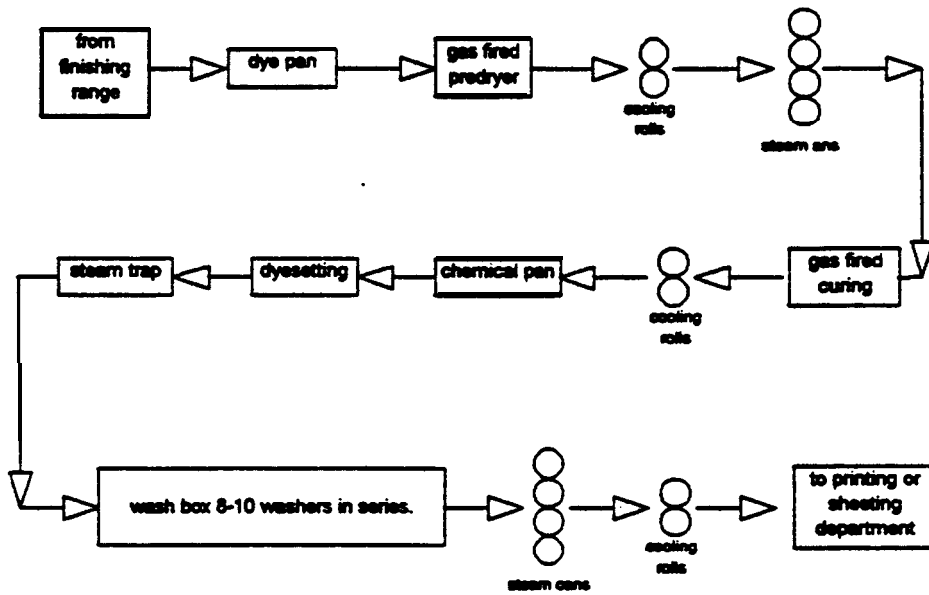 from
finishing
range
dye pan
gas fired
predryer
cooling
rolls
steam ans
steam trap
dyesetting
chemical pan
cooling
rolls
gas fired
curing
wash box 8-10 washers in series.
steam cans
cooling
rolls
to printing or
sheeting
department